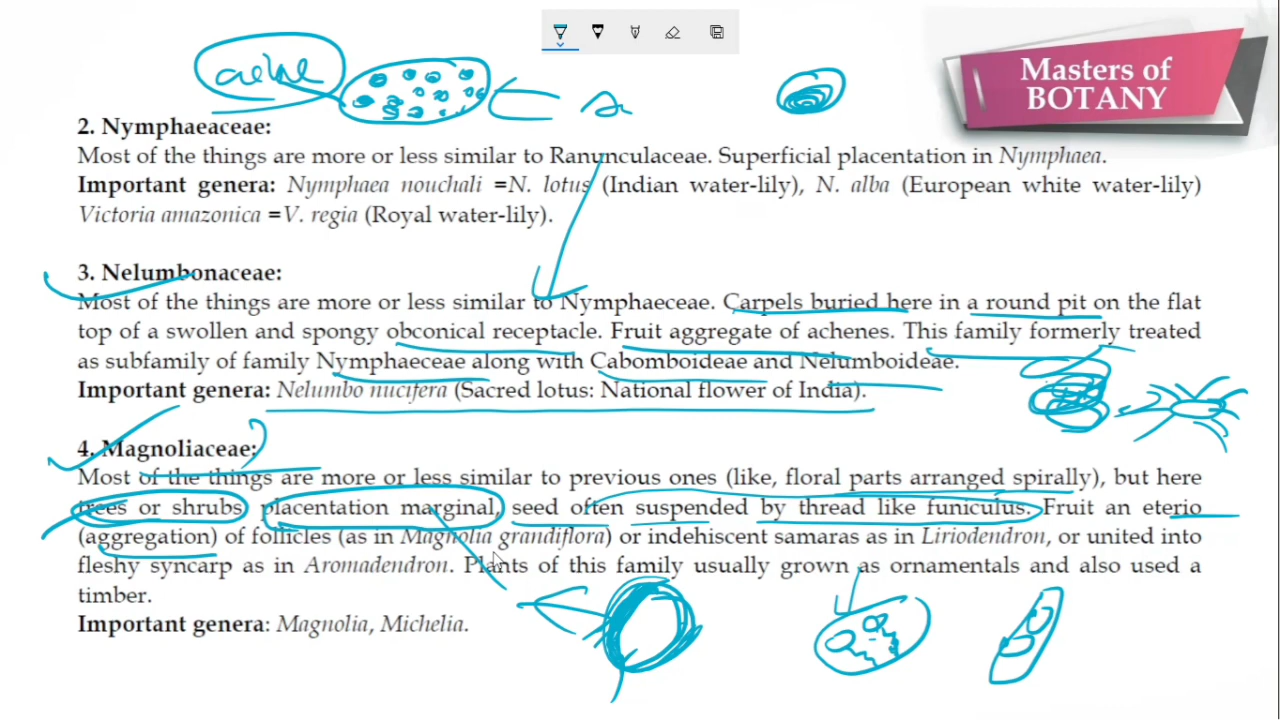 Masters of
BOTANY
2. Nymphaeaceae:
Most of the things are more or less similar to Ranunculaceae. Superficial placentation in Nymphaea.
Important genera: Nymphaea nouchali =N. lotus (Indian water-lily), N. alba (European white water-lily)
Victoria amazonica =V. regia (Royal water-lily).
3. Nelumbonaceae:
Most of the things are more or less similar to Nymphaeceae. Carpels buried here in a round pit on the flat
top of a swollen and spongy obconical receptacle. Fruit aggregate of achenes. This family formerly treated
as subfamily of family Nymphaeceae along with Cabomboideae and Nelumboideae.
Important genera: Nelumbo nucifera (Sacred lotus: National flower of India).
4. Magnoliaceae:
Most of the things are more or less similar to previous ones (like, floral parts arranged spirally), but here
trees or shrubs, placentation marginal, seed often suspended by thread like funiculus. Fruit an eterio
(aggregation) of follicles (as in Magnolia grandiflora) or indehiscent samaras as in Liriodendron, or united into
fleshy syncarp as in Aromadendron. Plants of this family usually grown as ornamentals and also used a
timber.
Important genera: Magnolia, Michelia.